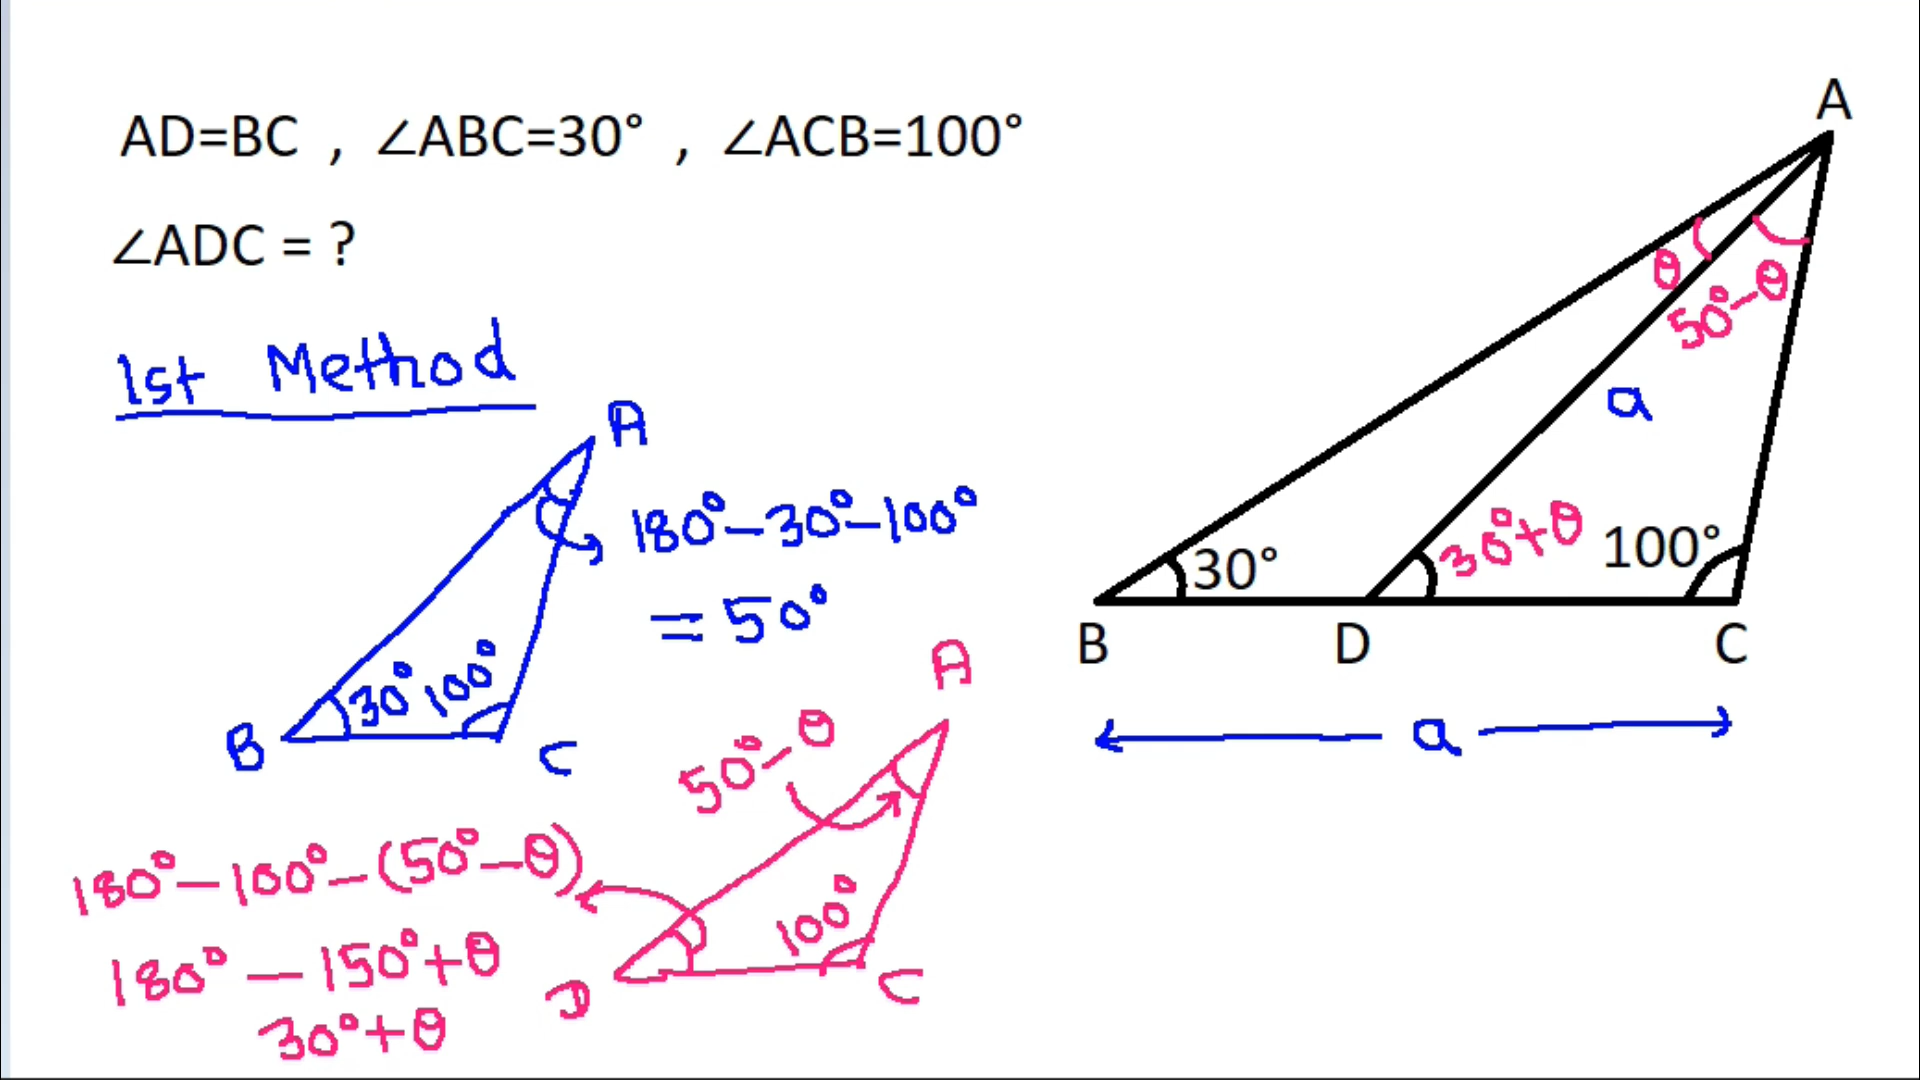 AD=BC , ∠ABC=30° , ∠ACB=100°
∠ADC = ?
1st Method
A
180°-30°-100°
= 50°
30° 100°
B
C
A
50°-θ
180°-100°-(50°-θ)
100°
180°-150°+θ
D
C
30°+θ
A
θ
50°-θ
a
30°
30°+θ
100°
B
D
C
a